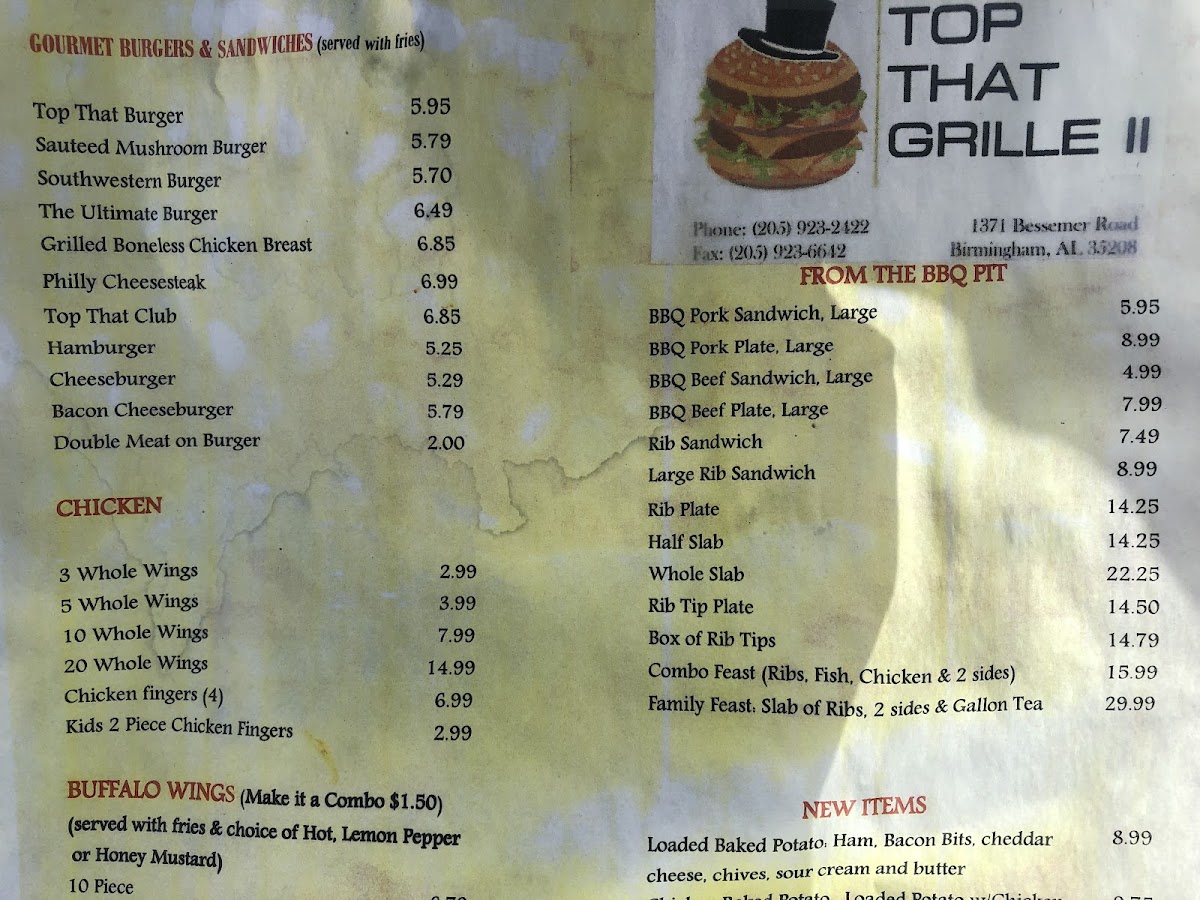 GOURMET BURGERS & SANDWICHES (served with fries)
Top That Burger 5.95
Sauteed Mushroom Burger 5.79
Southwestern Burger 5.70
The Ultimate Burger 6.49
Grilled Boneless Chicken Breast 6.85
Philly Cheesesteak 6.99
Top That Club 6.85
Hamburger 5.25
Cheeseburger 5.29
Bacon Cheeseburger 5.79
Double Meat on Burger 2.00
CHICKEN
3 Whole Wings 2.99
5 Whole Wings 3.99
10 Whole Wings 7.99
20 Whole Wings 14.99
Chicken fingers (4) 6.99
Kids 2 Piece Chicken Fingers 2.99
BUFFALO WINGS (Make it a Combo $1.50)
(served with fries & choice of Hot, Lemon Pepper
or Honey Mustard)
10 Piece
TOP
THAT
GRILLE II
Phone: (205) 923-2422 1371 Bessemer Road
Fax: (205) 923-6642 Birmingham, AL 35208
FROM THE BBQ PIT
BBQ Pork Sandwich, Large 5.95
BBQ Pork Plate, Large 8.99
BBQ Beef Sandwich, Large 4.99
BBQ Beef Plate, Large 7.99
Rib Sandwich 7.49
Large Rib Sandwich 8.99
Rib Plate 14.25
Half Slab 14.25
Whole Slab 22.25
Rib Tip Plate 14.50
Box of Rib Tips 14.79
Combo Feast (Ribs, Fish, Chicken & 2 sides) 15.99
Family Feast: Slab of Ribs, 2 sides & Gallon Tea 29.99
NEW ITEMS
Loaded Baked Potato: Ham, Bacon Bits, cheddar 8.99
cheese, chives, sour cream and butter
Baked Potato Loaded Potato w/Chicken